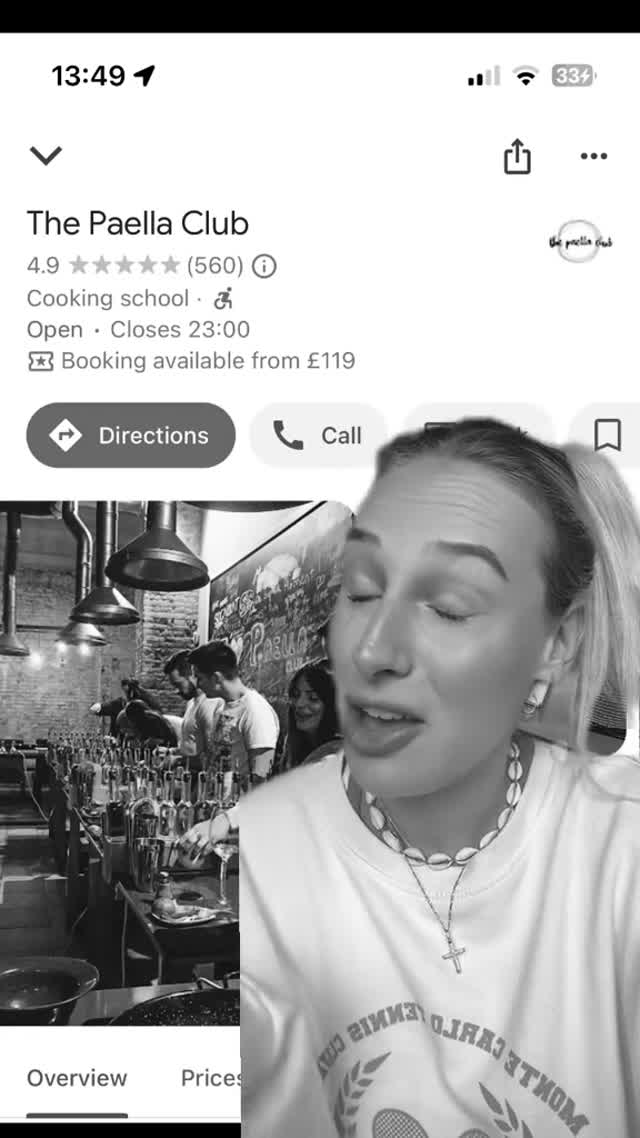 13:49
33
The Paella Club
the paella club
4.9 ★★★★★ (560)
Cooking school ·
Open · Closes 23:00
Booking available from £119
Directions
Call
PAELLA
CLUB
Overview
Prices
MONTE CARLO TENNIS CLUB